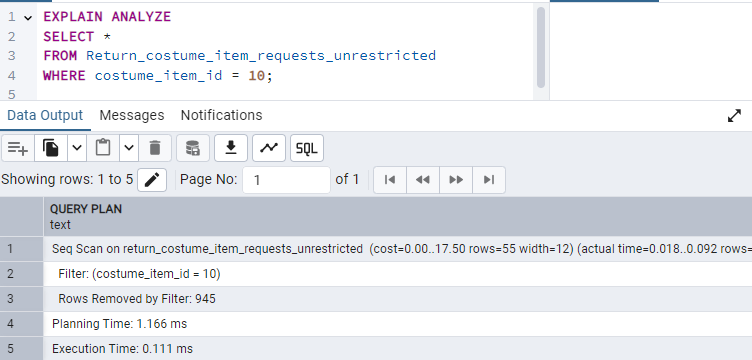 1 EXPLAIN ANALYZE
2 SELECT *
3 FROM Return_costume_item_requests_unrestricted
4 WHERE costume_item_id = 10;
5
Data Output Messages Notifications
SQL
Showing rows: 1 to 5 Page No: 1 of 1
QUERY PLAN
text
1 Seq Scan on return_costume_item_requests_unrestricted (cost=0.00..17.50 rows=55 width=12) (actual time=0.018..0.092 rows=
2 Filter: (costume_item_id = 10)
3 Rows Removed by Filter: 945
4 Planning Time: 1.166 ms
5 Execution Time: 0.111 ms